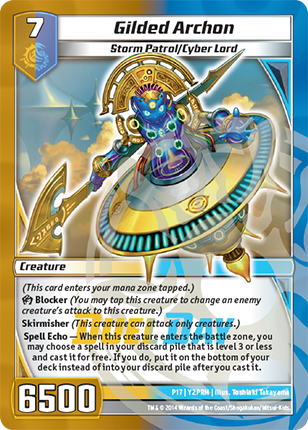 7
Gilded Archon
Storm Patrol/Cyber Lord
Creature
(This card enters your mana zone tapped.)
Blocker (You may tap this creature to change an enemy
creature's attack to this creature.)
Skirmisher (This creature can attack only creatures.)
Spell Echo — When this creature enters the battle zone, you
may choose a spell in your discard pile that is level 3 or less
and cast it for free. If you do, put it on the bottom of your
deck instead of into your discard pile after you cast it.
6500
P17 | Y2PRM | Illus. Yoshiaki Takayama
TM & © 2014 Wizards of the Coast/Shogakukan/Mitsui-Kids.